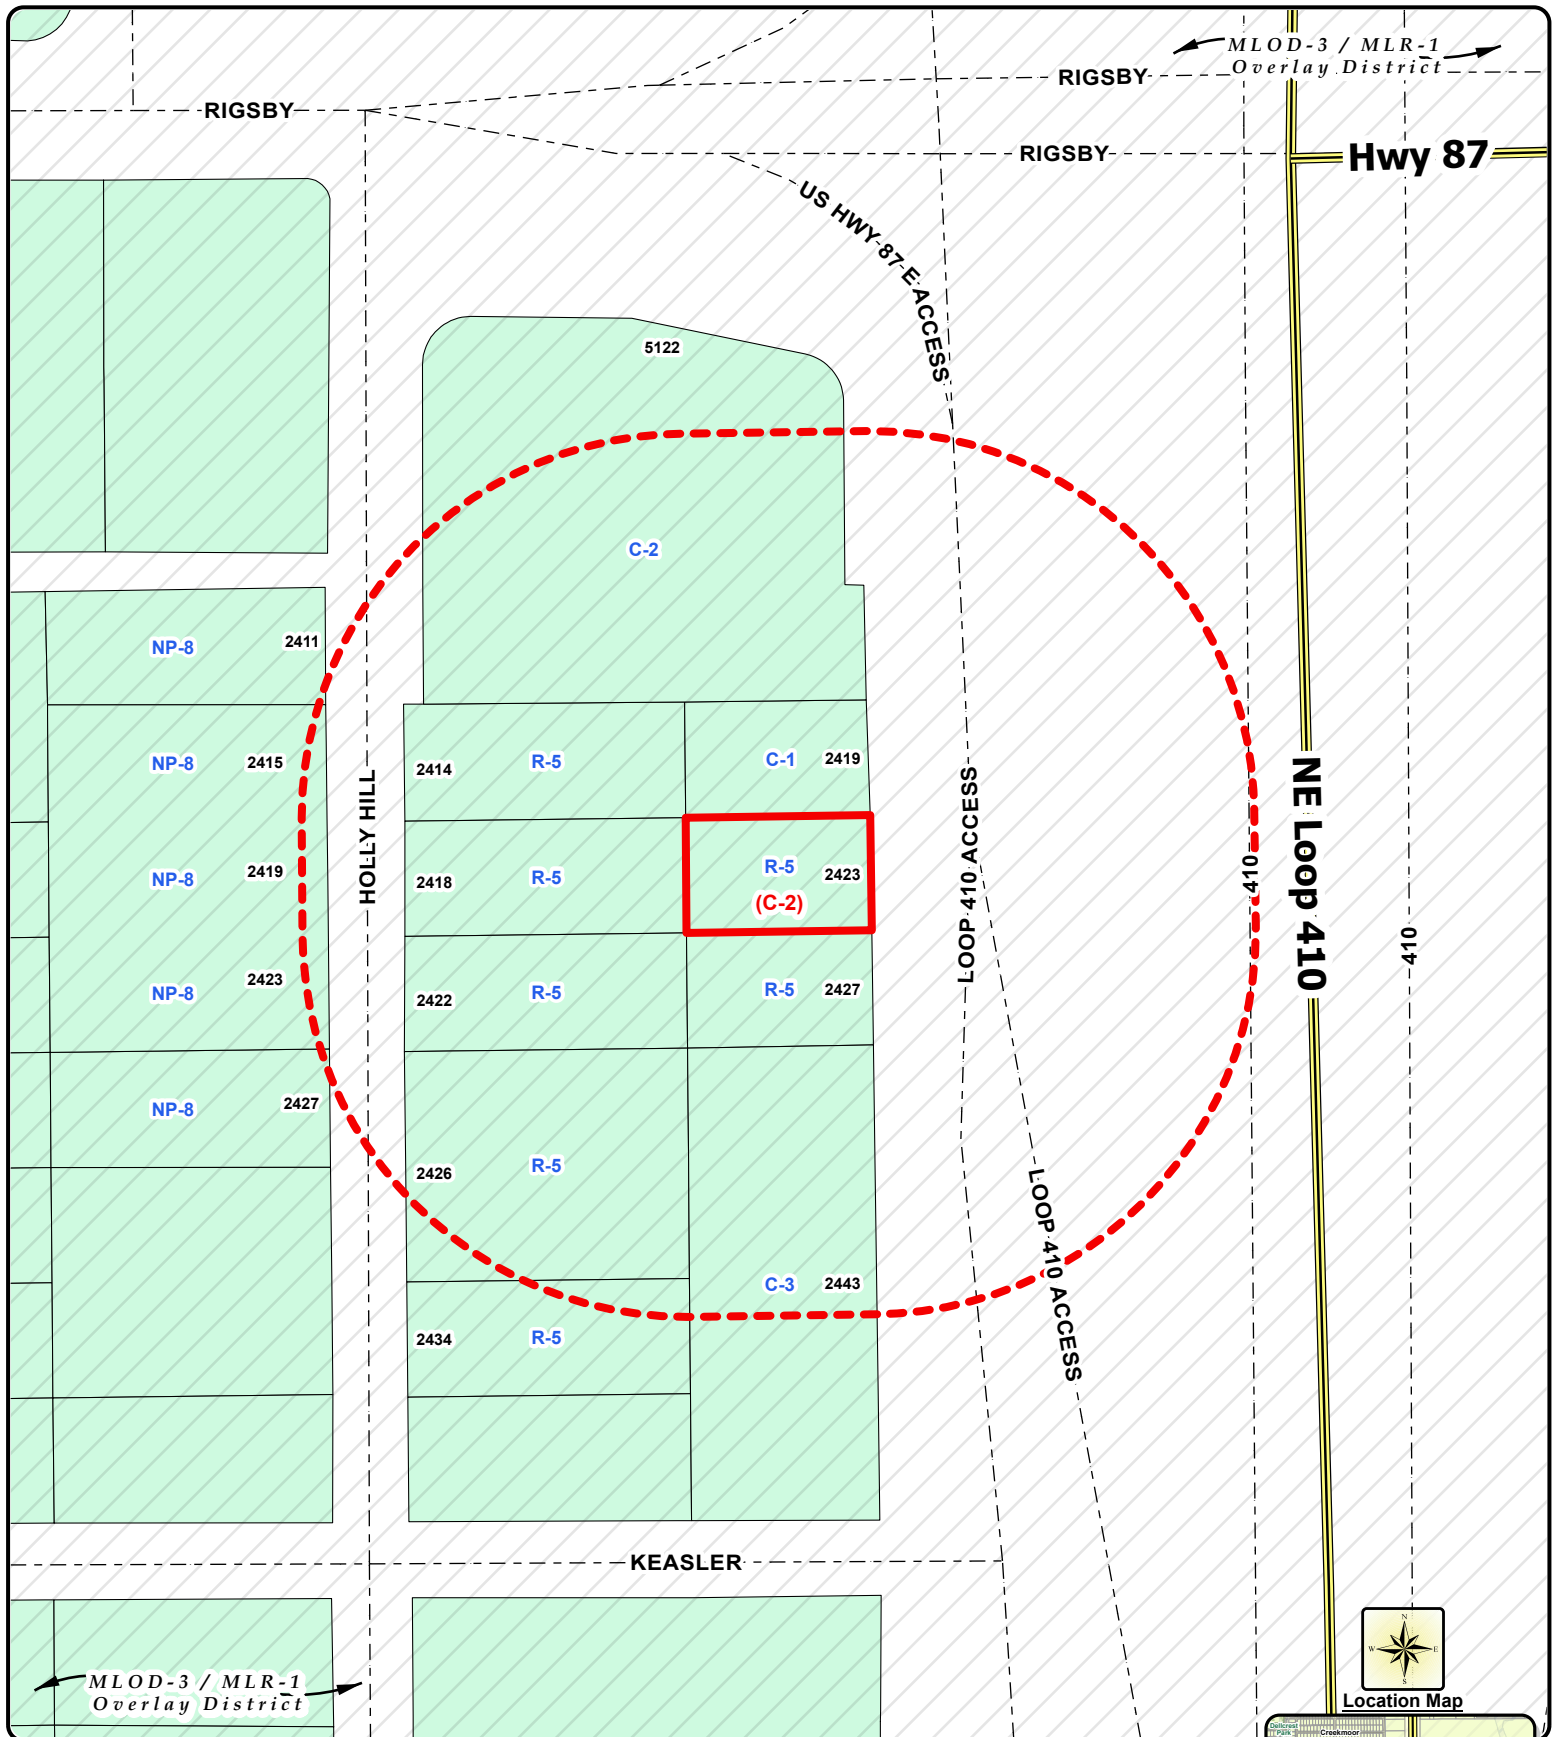 MLOD-3 / MLR-1
Overlay District
RIGSBY
RIGSBY
RIGSBY
Hwy 87
US HWY 87 E ACCESS
5122
C-2
NP-8
2411
NP-8
2415
2414
R-5
C-1
2419
NP-8
2419
2418
R-5
R-5
2423
(C-2)
HOLLY HILL
LOOP 410 ACCESS
410
NE Loop 410
410
NP-8
2423
2422
R-5
R-5
2427
NP-8
2427
2426
R-5
LOOP 410 ACCESS
C-3
2443
2434
R-5
KEASLER
MLOD-3 / MLR-1
Overlay District
N
W
E
S
Location Map
Dellcrest
Park
Creekmoor